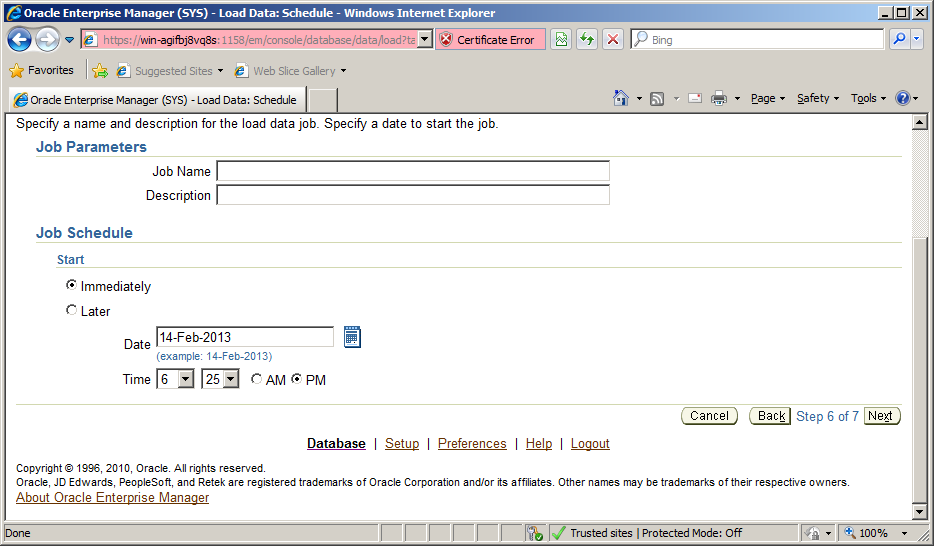 Oracle Enterprise Manager (SYS) - Load Data: Schedule - Windows Internet Explorer
https://win-agifbj8vq8s:1158/em/console/database/data/load?ta
Certificate Error
Bing
Favorites
Suggested Sites
Web Slice Gallery
Oracle Enterprise Manager (SYS) - Load Data: Schedule
Page
Safety
Tools
Specify a name and description for the load data job. Specify a date to start the job.
Job Parameters
Job Name
Description
Job Schedule
Start
Immediately
Later
Date 14-Feb-2013
(example: 14-Feb-2013)
Time 6 25 AM PM
Cancel Back Step 6 of 7 Next
Database | Setup | Preferences | Help | Logout
Copyright © 1996, 2010, Oracle. All rights reserved.
Oracle, JD Edwards, PeopleSoft, and Retek are registered trademarks of Oracle Corporation and/or its affiliates. Other names may be trademarks of their respective owners.
About Oracle Enterprise Manager
Done
Trusted sites | Protected Mode: Off
100%